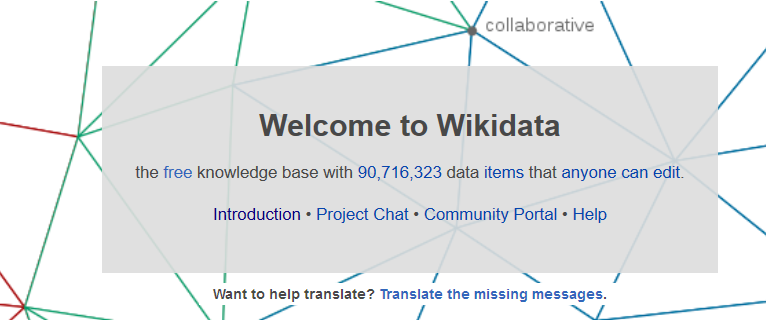 collaborative
Welcome to Wikidata
the free knowledge base with 90,716,323 data items that anyone can edit.
Introduction • Project Chat • Community Portal • Help
Want to help translate? Translate the missing messages.